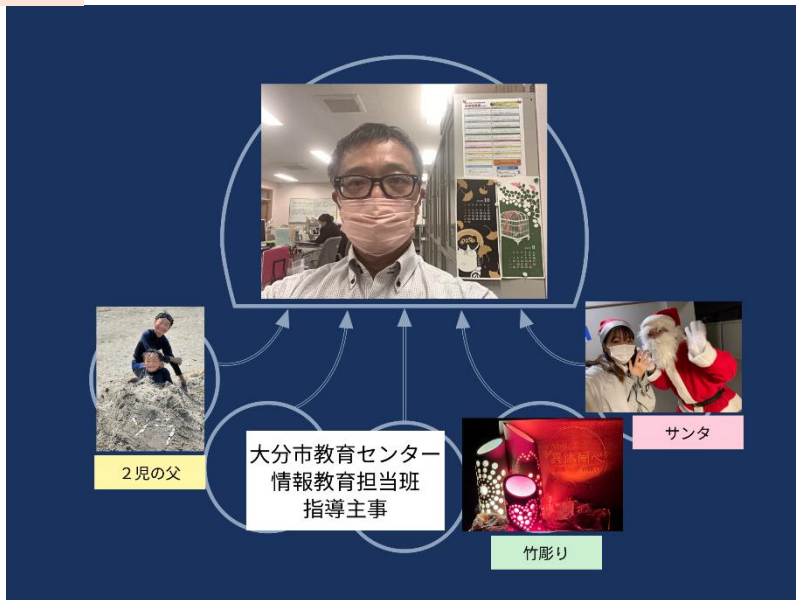 2児の父
大分市教育センター
情報教育担当班
指導主事
竹彫り
サンタ